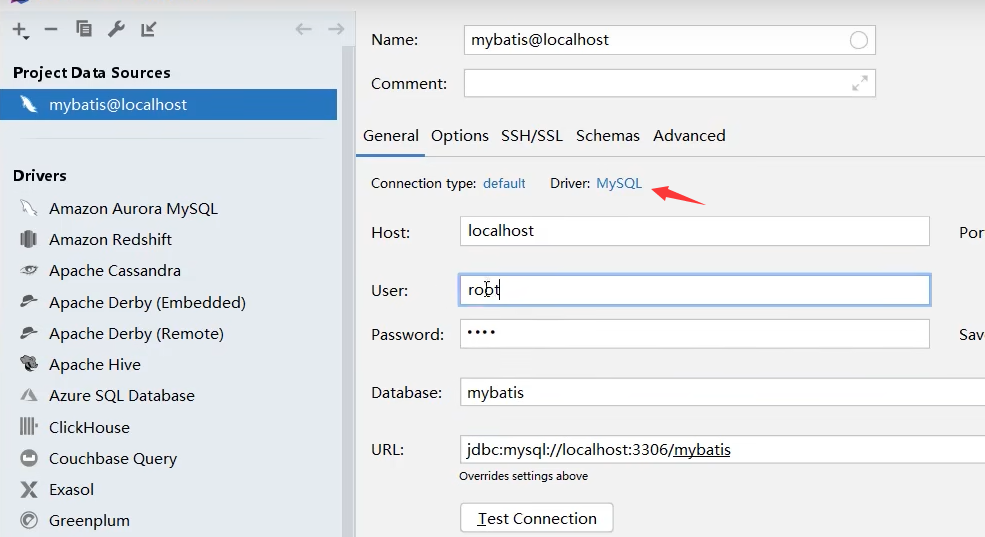 Name: mybatis@localhost
Comment:
Project Data Sources
mybatis@localhost
General Options SSH/SSL Schemas Advanced
Drivers
Connection type: default Driver: MySQL
Amazon Aurora MySQL
Host: localhost Por
Amazon Redshift
Apache Cassandra
User: root
Apache Derby (Embedded)
Apache Derby (Remote)
Password: •••• Sav
Apache Hive
Azure SQL Database
Database: mybatis
ClickHouse
URL: jdbc:mysql://localhost:3306/mybatis
Couchbase Query
Overrides settings above
Exasol
Greenplum
Test Connection